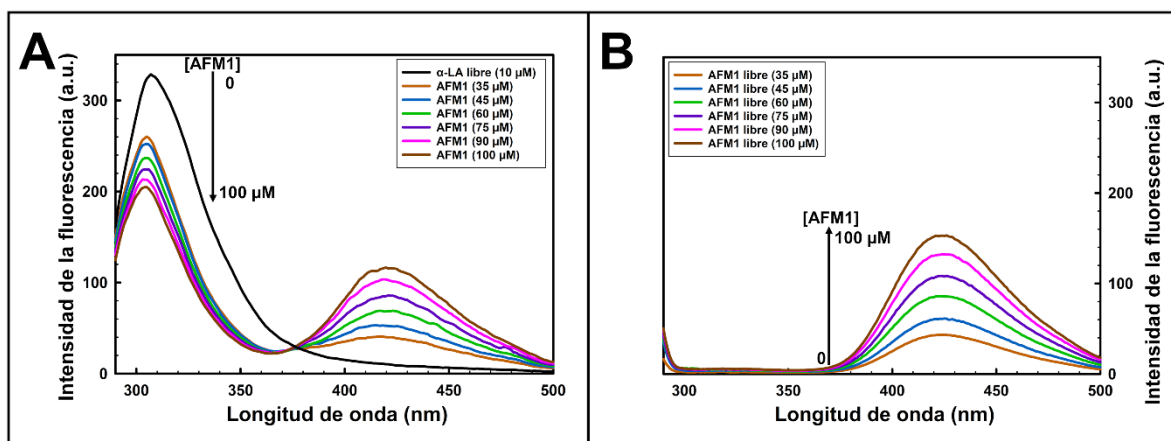 A
Intensidad de la fluorescencia (a.u.)
300
200
100
0
[AFM1]
0
100 µM
α-LA libre (10 µM)
AFM1 (35 µM)
AFM1 (45 µM)
AFM1 (60 µM)
AFM1 (75 µM)
AFM1 (90 µM)
AFM1 (100 µM)
300
350
400
450
500
Longitud de onda (nm)
B
AFM1 libre (35 µM)
AFM1 libre (45 µM)
AFM1 libre (60 µM)
AFM1 libre (75 µM)
AFM1 libre (90 µM)
AFM1 libre (100 µM)
[AFM1]
100 µM
0
300
200
100
0
Intensidad de la fluorescencia (a.u.)
300
350
400
450
500
Longitud de onda (nm)